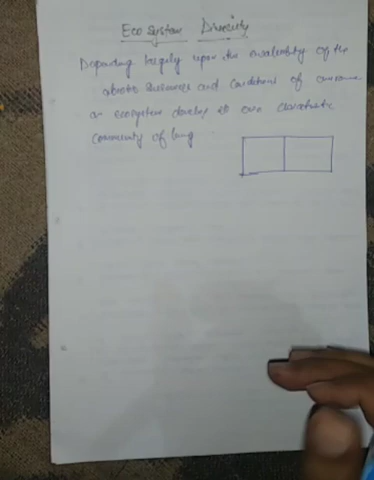 Eco System Diversity
Depending largely upon the availability of the
abiotic resources and Conditions of
an ecosystem develop its own characteristic
Community of living